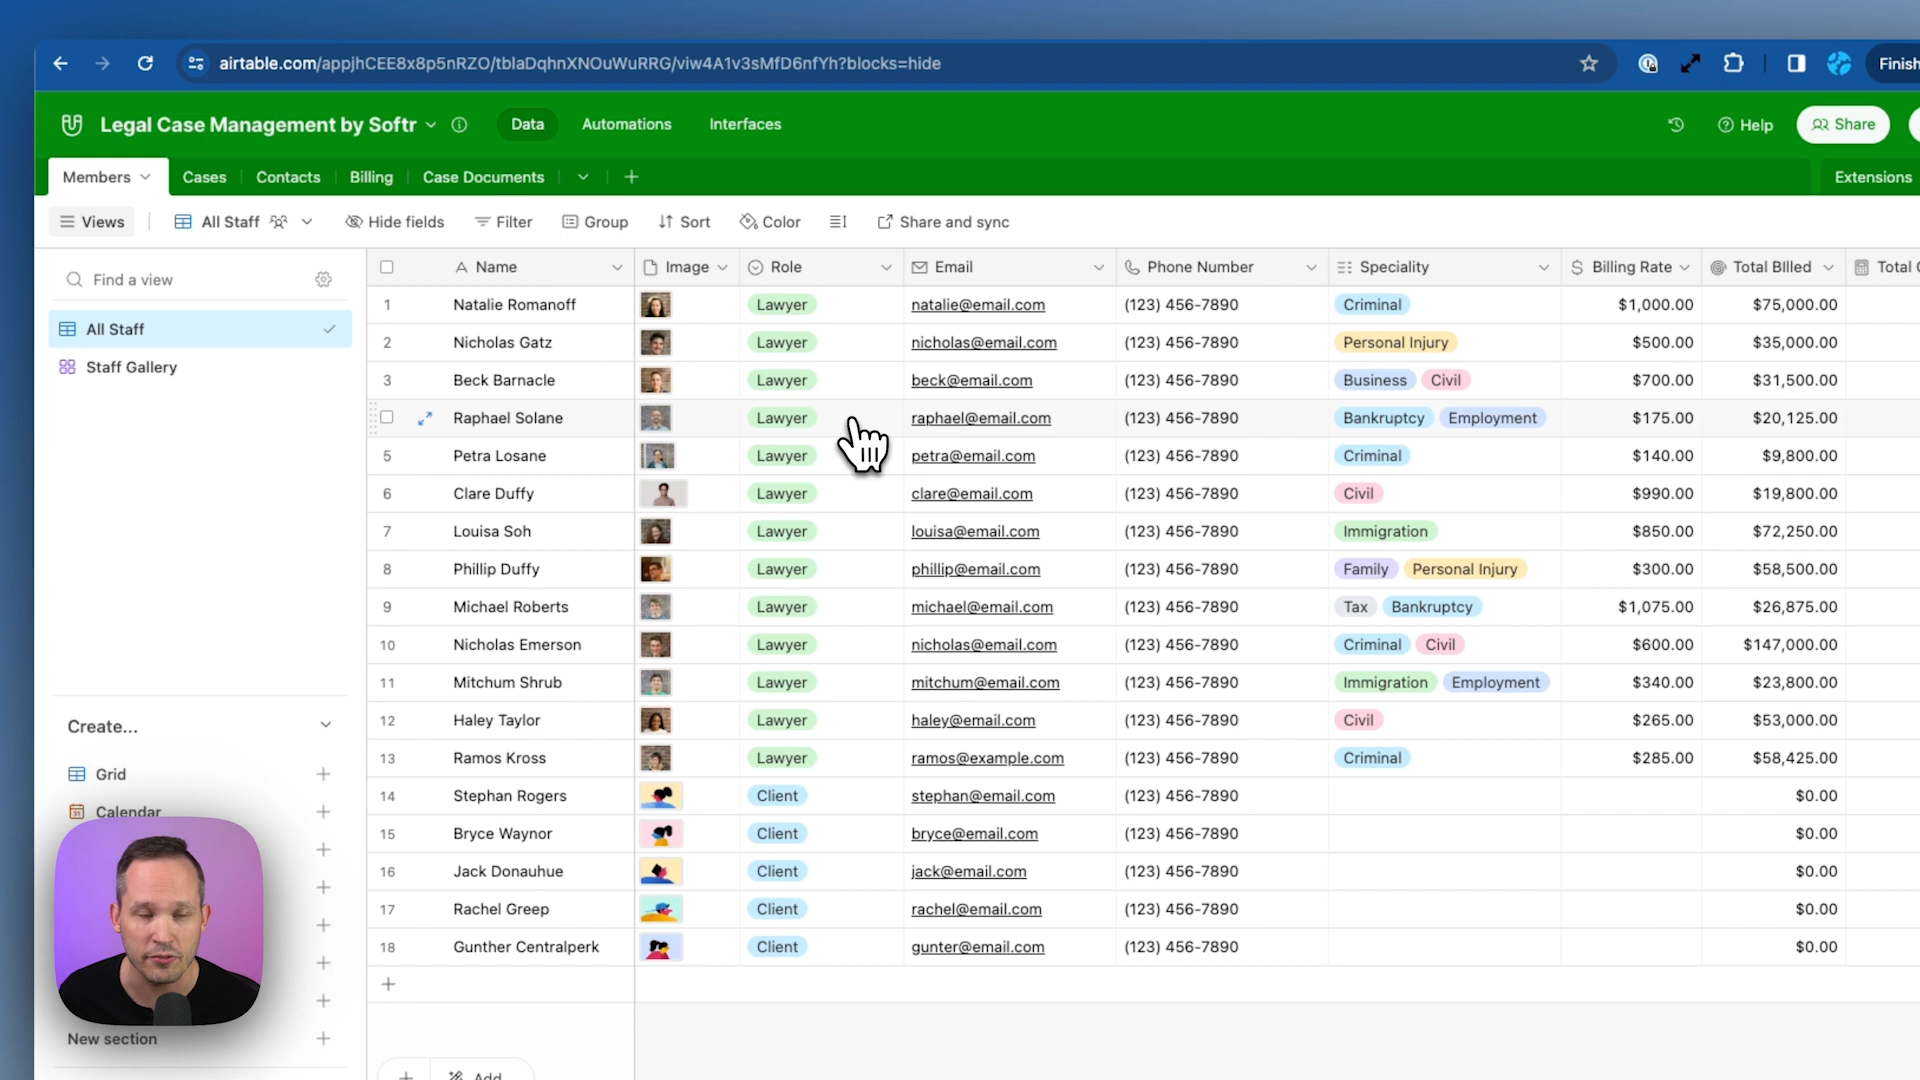 airtable.com/appjhCEE8x8p5nRZO/tblaDqhnXNOuWuRRG/viw4A1v3sMfD6nfYh?blocks=hide Finish
Legal Case Management by Softr Data Automations Interfaces Help Share
Members Cases Contacts Billing Case Documents Extensions
Views All Staff Hide fields Filter Group Sort Color Share and sync
Find a view
All Staff
Staff Gallery
Create...
Grid
Calendar
New section
Name Image Role Email Phone Number Speciality Billing Rate Total BIlled Total
1 Natalie Romanoff Lawyer natalie@email.com (123) 456-7890 Criminal $1,000.00 $75,000.00
2 Nicholas Gatz Lawyer nicholas@email.com (123) 456-7890 Personal Injury $500.00 $35,000.00
3 Beck Barnacle Lawyer beck@email.com (123) 456-7890 Business Civil $700.00 $31,500.00
Raphael Solane Lawyer raphael@email.com (123) 456-7890 Bankruptcy Employment $175.00 $20,125.00
5 Petra Losane Lawyer petra@email.com (123) 456-7890 Criminal $140.00 $9,800.00
6 Clare Duffy Lawyer clare@email.com (123) 456-7890 Civil $990.00 $19,800.00
7 Louisa Soh Lawyer louisa@email.com (123) 456-7890 Immigration $850.00 $72,250.00
8 Phillip Duffy Lawyer phillip@email.com (123) 456-7890 Family Personal Injury $300.00 $58,500.00
9 Michael Roberts Lawyer michael@email.com (123) 456-7890 Tax Bankruptcy $1,075.00 $26,875.00
10 Nicholas Emerson Lawyer nicholas@email.com (123) 456-7890 Criminal Civil $600.00 $147,000.00
11 Mitchum Shrub Lawyer mitchum@email.com (123) 456-7890 Immigration Employment $340.00 $23,800.00
12 Haley Taylor Lawyer haley@email.com (123) 456-7890 Civil $265.00 $53,000.00
13 Ramos Kross Lawyer ramos@example.com (123) 456-7890 Criminal $285.00 $58,425.00
14 Stephan Rogers Client stephan@email.com (123) 456-7890 $0.00
15 Bryce Waynor Client bryce@email.com (123) 456-7890 $0.00
16 Jack Donauhue Client jack@email.com (123) 456-7890 $0.00
17 Rachel Greep Client rachel@email.com (123) 456-7890 $0.00
18 Gunther Centralperk Client gunter@email.com (123) 456-7890 $0.00
Add